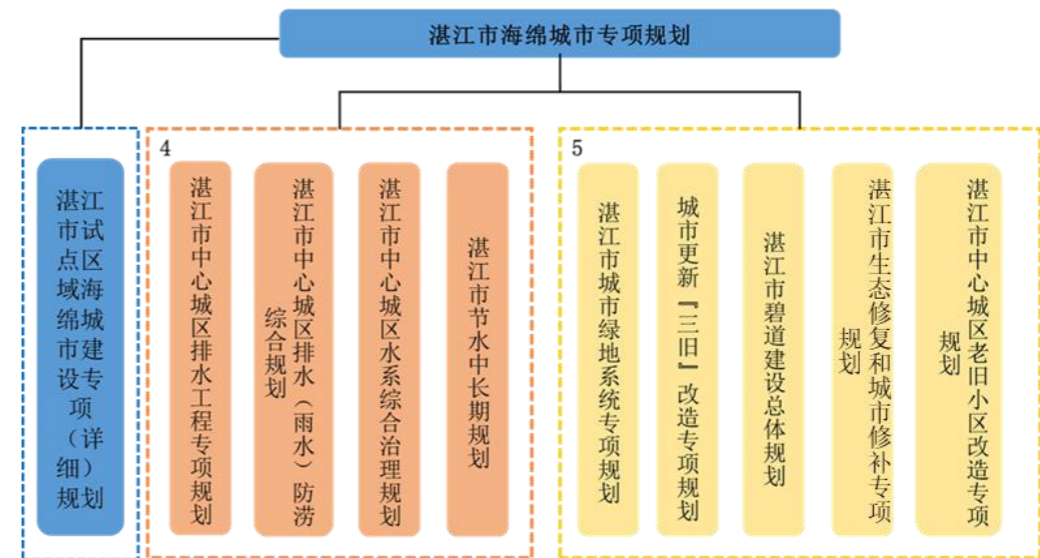 湛江市海绵城市专项规划
湛江
市试
点区
域海
绵城
市建
设专
项
（详
细）
规划
4
湛江市中心城区排水工程专项规划
湛江市中心城区排水（雨水）防涝
综合规划
湛江市中心城区水系综合治理规划
湛江市节水中长期规划
5
湛江市城市绿地系统专项规划
城市更新『三旧』改造专项规划
湛江市碧道建设总体规划
湛江市生态修复和城市修补专项
规划
湛江市中心城区老旧小区改造专项
规划